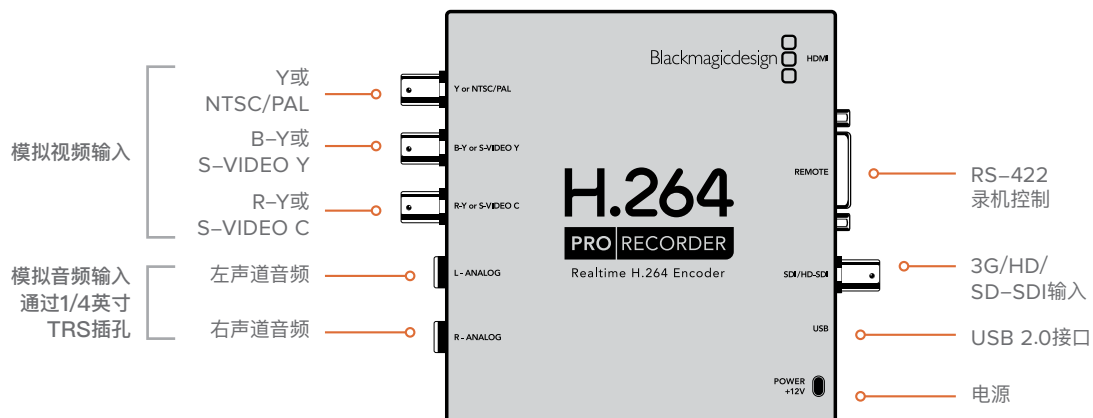 模拟视频输入
Y或
NTSC/PAL
B–Y或
S–VIDEO Y
R–Y或
S–VIDEO C
模拟音频输入
通过1/4英寸
TRS插孔
左声道音频
右声道音频
Y or NTSC/PAL
B-Y or S-VIDEO Y
R-Y or S-VIDEO C
L - ANALOG
R - ANALOG
Blackmagicdesign
H.264
PRO RECORDER
Realtime H.264 Encoder
HDMI
REMOTE
SDI/HD-SDI
USB
POWER
+12V
RS–422
录机控制
3G/HD/
SD–SDI输入
USB 2.0接口
电源